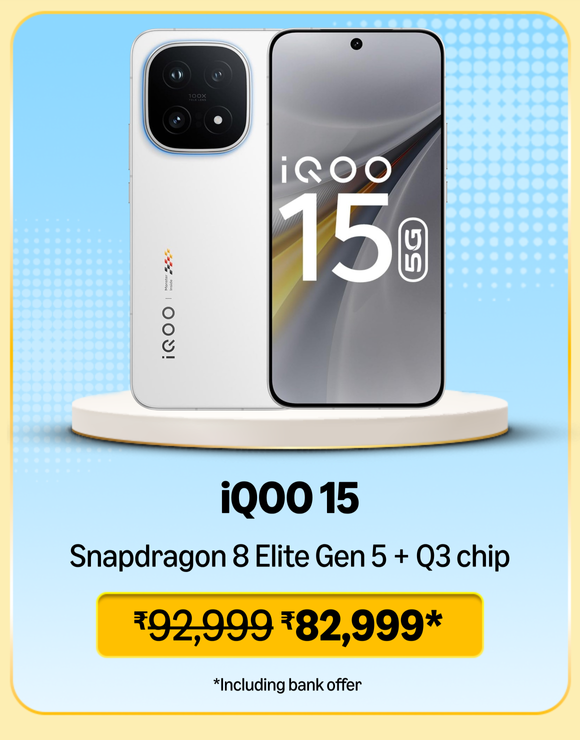 iQOO
15 5G
iQOO
iQOO 15
Snapdragon 8 Elite Gen 5 + Q3 chip
₹92,999 ₹82,999*
*Including bank offer